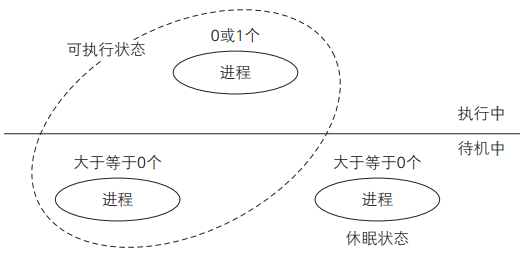 0或1个
可执行状态
进程
执行中
待机中
大于等于0个
大于等于0个
进程
进程
休眠状态